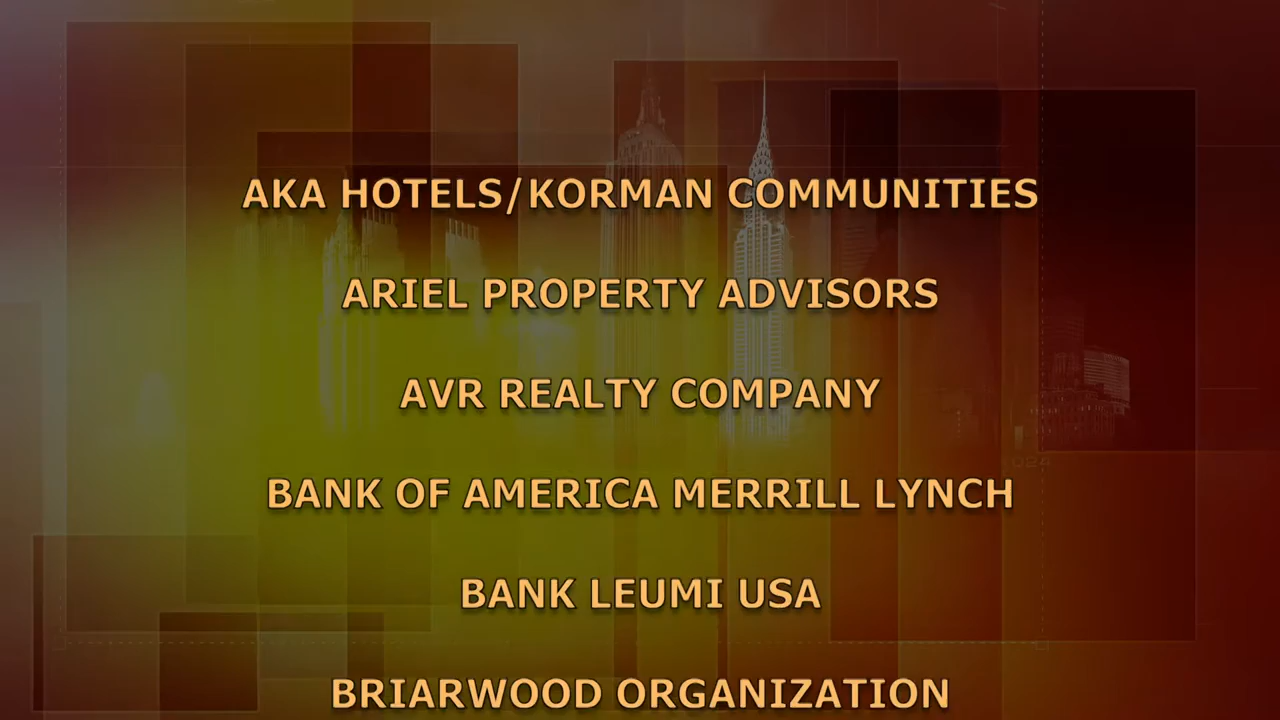 AKA HOTELS/KORMAN COMMUNITIES
ARIEL PROPERTY ADVISORS
AVR REALTY COMPANY
BANK OF AMERICA MERRILL LYNCH
BANK LEUMI USA
BRIARWOOD ORGANIZATION